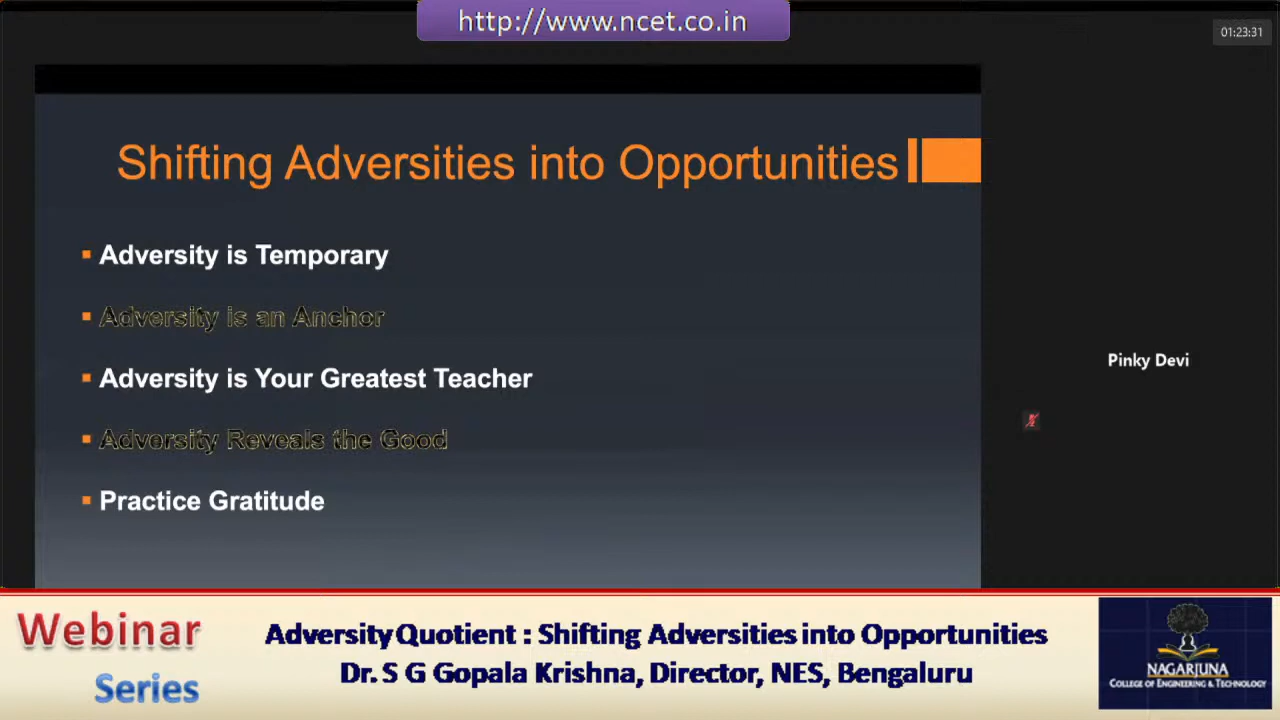 http://www.ncet.co.in
01:23:31
Shifting Adversities into Opportunities
Adversity is Temporary
Adversity is an Anchor
Adversity is Your Greatest Teacher
Adversity Reveals the Good
Practice Gratitude
Pinky Devi
Webinar
Series
Adversity Quotient : Shifting Adversities into Opportunities
Dr. S G Gopala Krishna, Director, NES, Bengaluru
NAGARJUNA
COLLEGE OF ENGINEERING & TECHNOLOGY